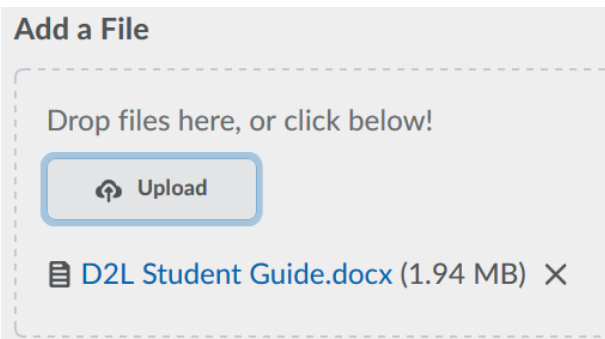 Add a File
Drop files here, or click below!
Upload
D2L Student Guide.docx (1.94 MB)